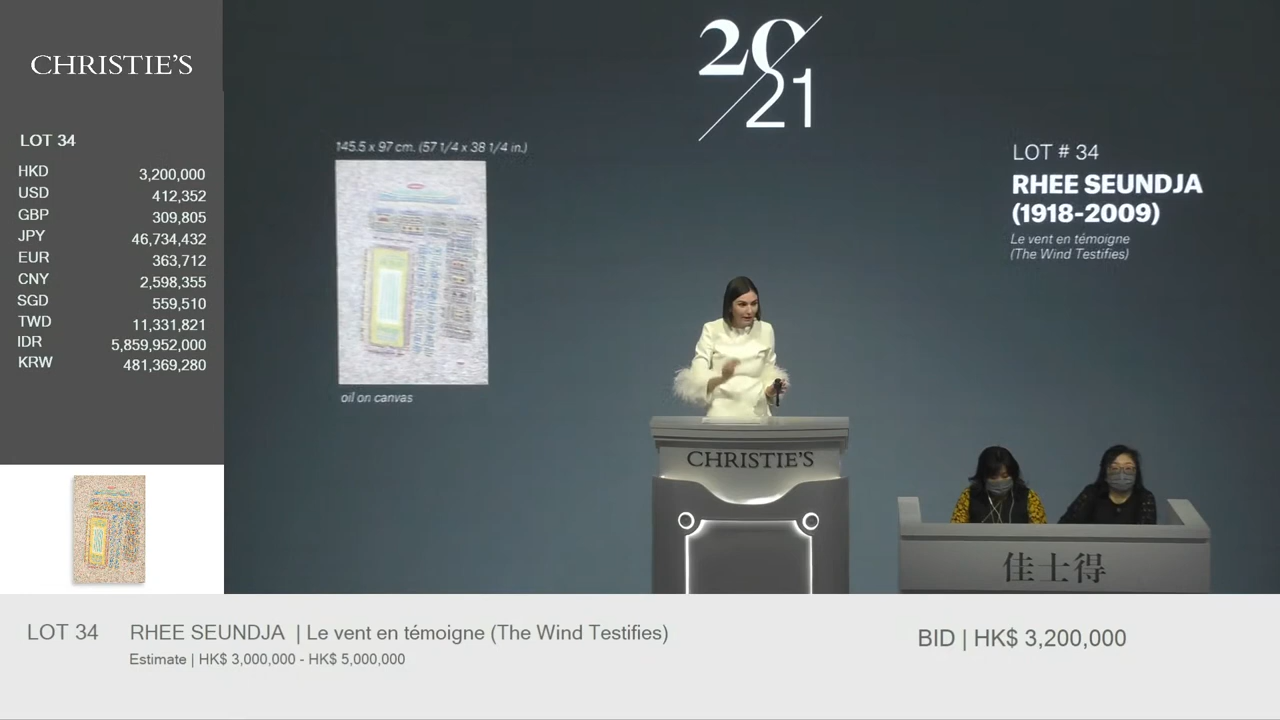 CHRISTIE'S
LOT 34
HKD 3,200,000
USD 412,352
GBP 309,805
JPY 46,734,432
EUR 363,712
CNY 2,598,355
SGD 559,510
TWD 11,331,821
IDR 5,859,952,000
KRW 481,369,280
20/21
145.5 x 97 cm. (57 1/4 x 38 1/4 in.)
oil on canvas
LOT # 34
RHEE SEUNDJA
(1918-2009)
Le vent en témoigne
(The Wind Testifies)
CHRISTIE'S
佳士得
LOT 34 RHEE SEUNDJA | Le vent en témoigne (The Wind Testifies)
Estimate | HK$ 3,000,000 - HK$ 5,000,000
BID | HK$ 3,200,000